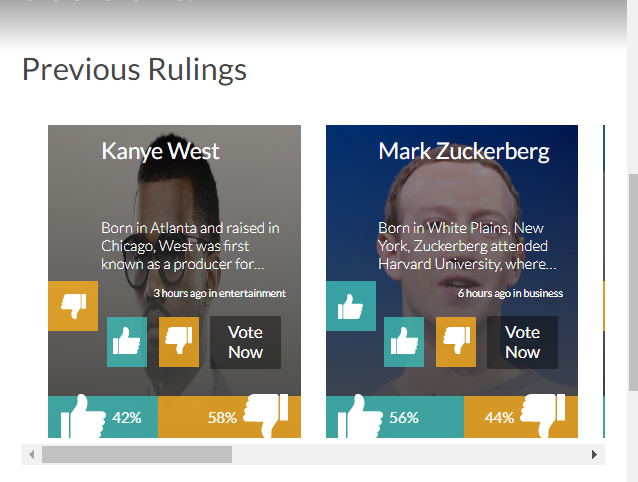 Previous Rulings
Kanye West
Born in Atlanta and raised in
Chicago, West was first
known as a producer for...
3 hours ago in entertainment
Vote
Now
42%
58%
Mark Zuckerberg
Born in White Plains, New
York, Zuckerberg attended
Harvard University, where...
6 hours ago in business
Vote
Now
56%
44%